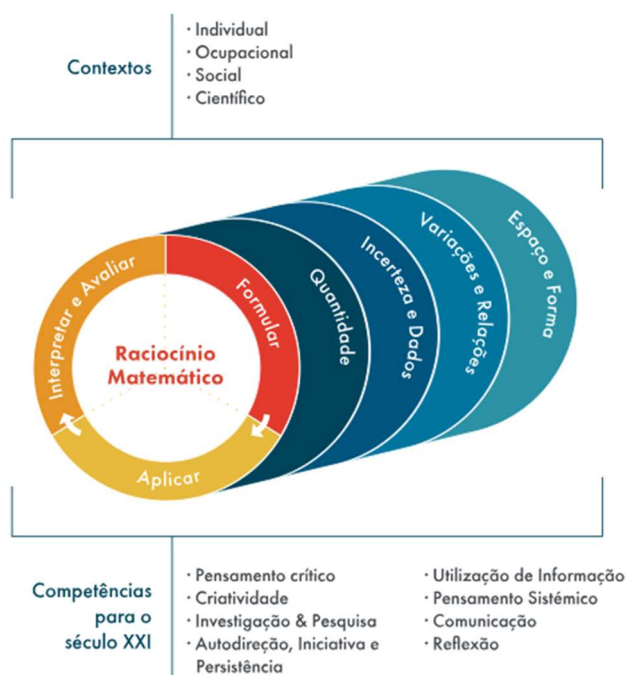 Contextos
· Individual
· Ocupacional
· Social
· Científico
Interpretar e Avaliar
Formular
Aplicar
Raciocínio
Matemático
Quantidade
Incerteza e Dados
Variações e Relações
Espaço e Forma
Competências
para o
século XXI
· Pensamento crítico
· Criatividade
· Investigação & Pesquisa
· Autodireção, Iniciativa e
Persistência
· Utilização de Informação
· Pensamento Sistémico
· Comunicação
· Reflexão